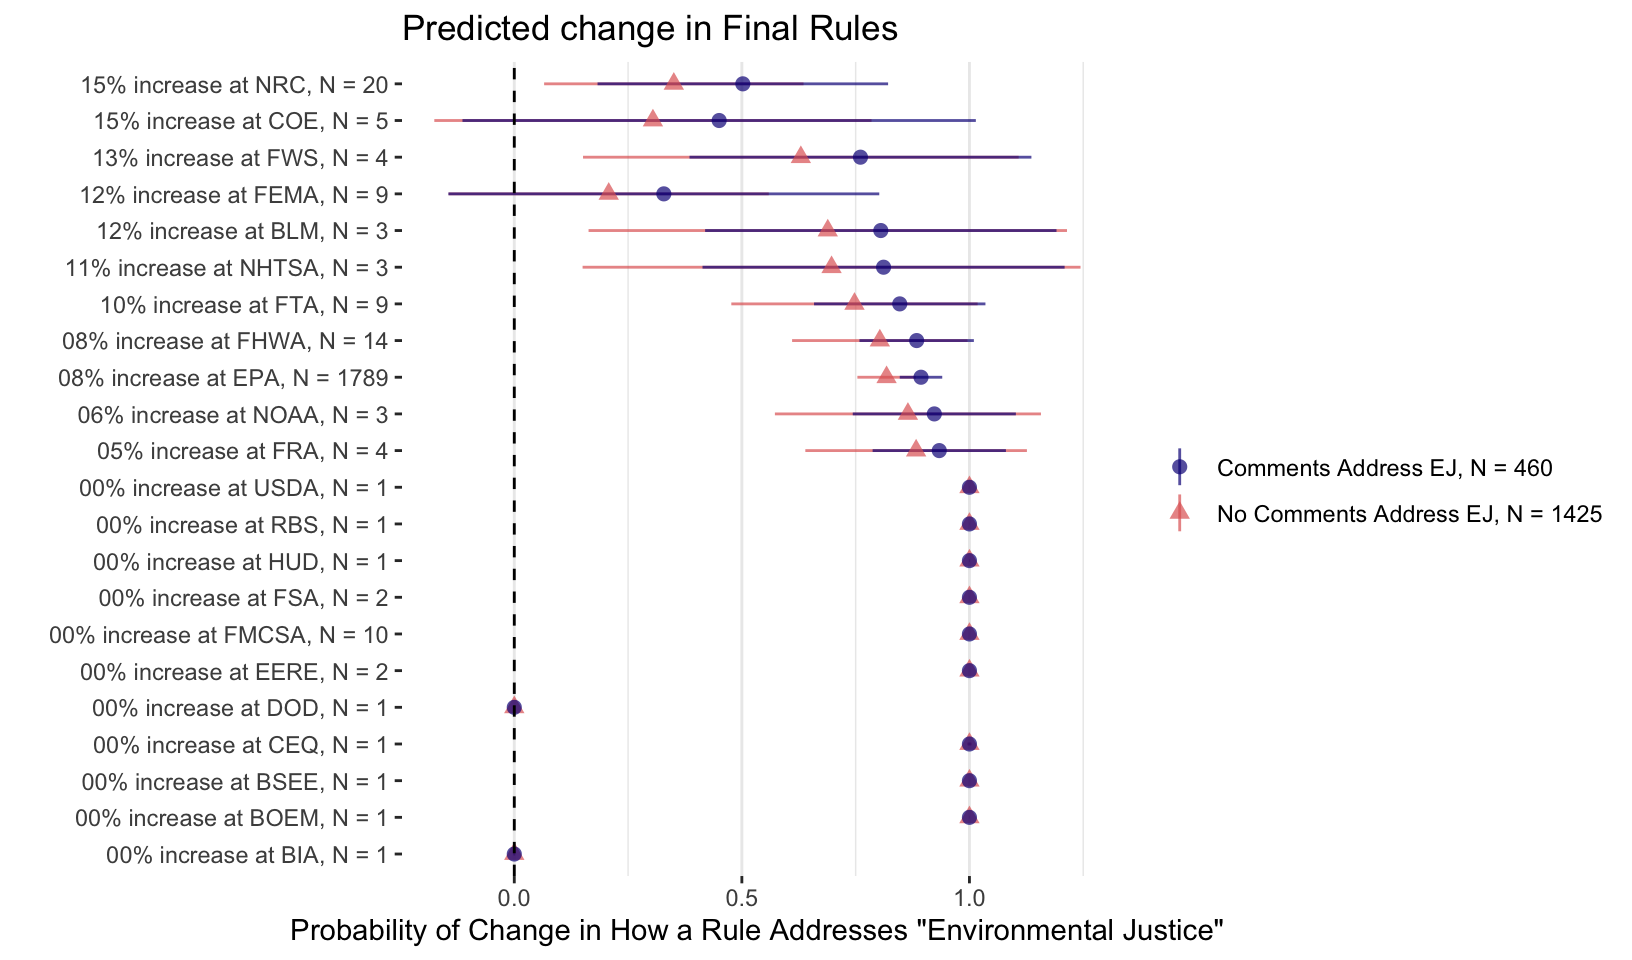 Predicted change in Final Rules
15% increase at NRC, N = 20
15% increase at COE, N = 5
13% increase at FWS, N = 4
12% increase at FEMA, N = 9
12% increase at BLM, N = 3
11% increase at NHTSA, N = 3
10% increase at FTA, N = 9
08% increase at FHWA, N = 14
08% increase at EPA, N = 1789
06% increase at NOAA, N = 3
05% increase at FRA, N = 4
00% increase at USDA, N = 1
00% increase at RBS, N = 1
00% increase at HUD, N = 1
00% increase at FSA, N = 2
00% increase at FMCSA, N = 10
00% increase at EERE, N = 2
00% increase at DOD, N = 1
00% increase at CEQ, N = 1
00% increase at BSEE, N = 1
00% increase at BOEM, N = 1
00% increase at BIA, N = 1
0.0 0.5 1.0
Probability of Change in How a Rule Addresses "Environmental Justice"
Comments Address EJ, N = 460
No Comments Address EJ, N = 1425